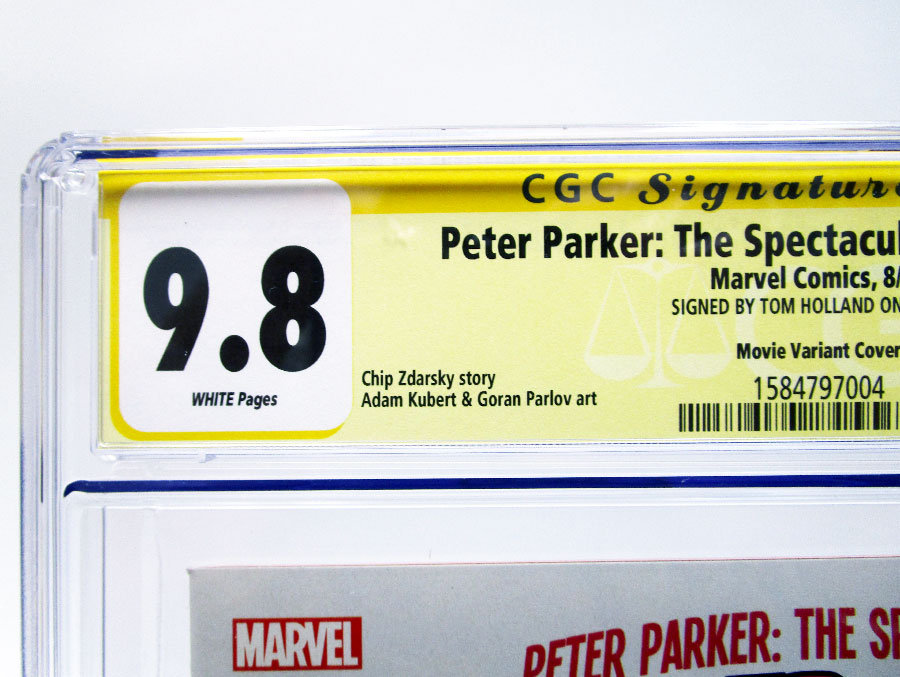 CGC Signature
9.8
WHITE Pages
Peter Parker: The Spectacul
Marvel Comics, 8/
SIGNED BY TOM HOLLAND ON
Movie Variant Cover
Chip Zdarsky story
Adam Kubert & Goran Parlov art
1584797004
MARVEL
PETER PARKER: THE SP